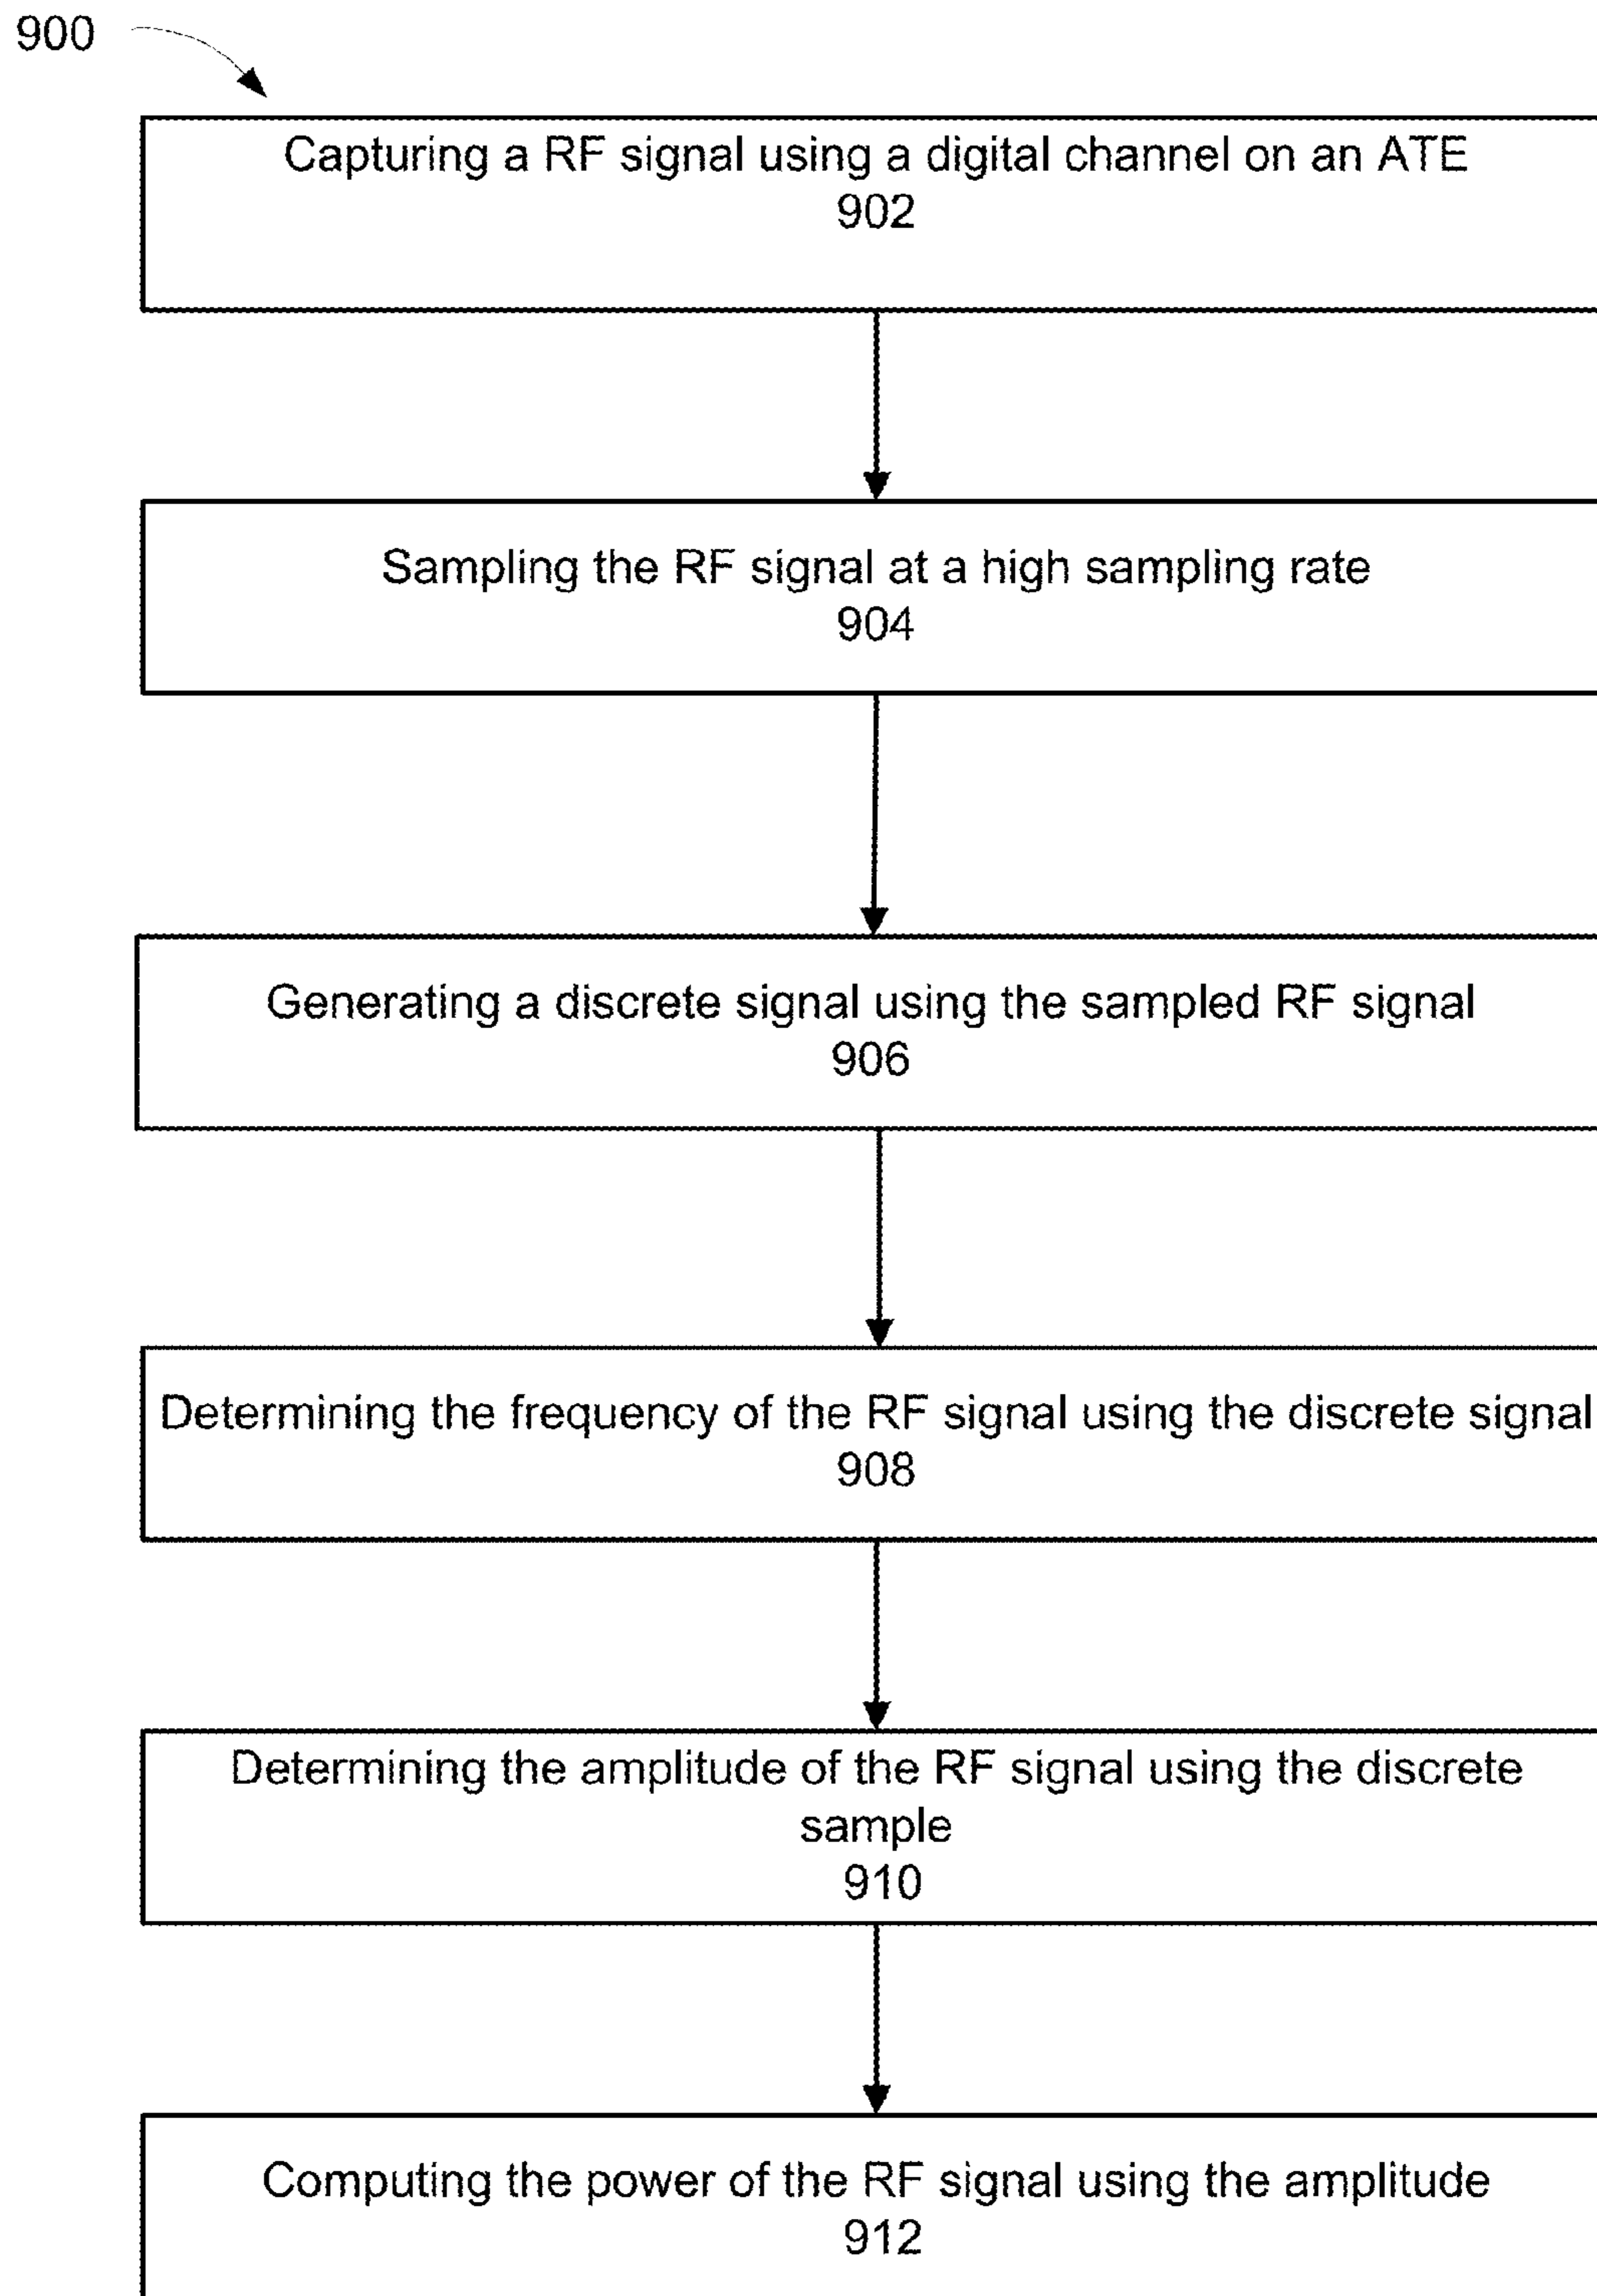 900
Capturing a RF signal using a digital channel on an ATE
902
Sampling the RF signal at a high sampling rate
904
Generating a discrete signal using the sampled RF signal
906
Determining the frequency of the RF signal using the discrete signal
908
Determining the amplitude of the RF signal using the discrete
sample
910
Computing the power of the RF signal using the amplitude
912